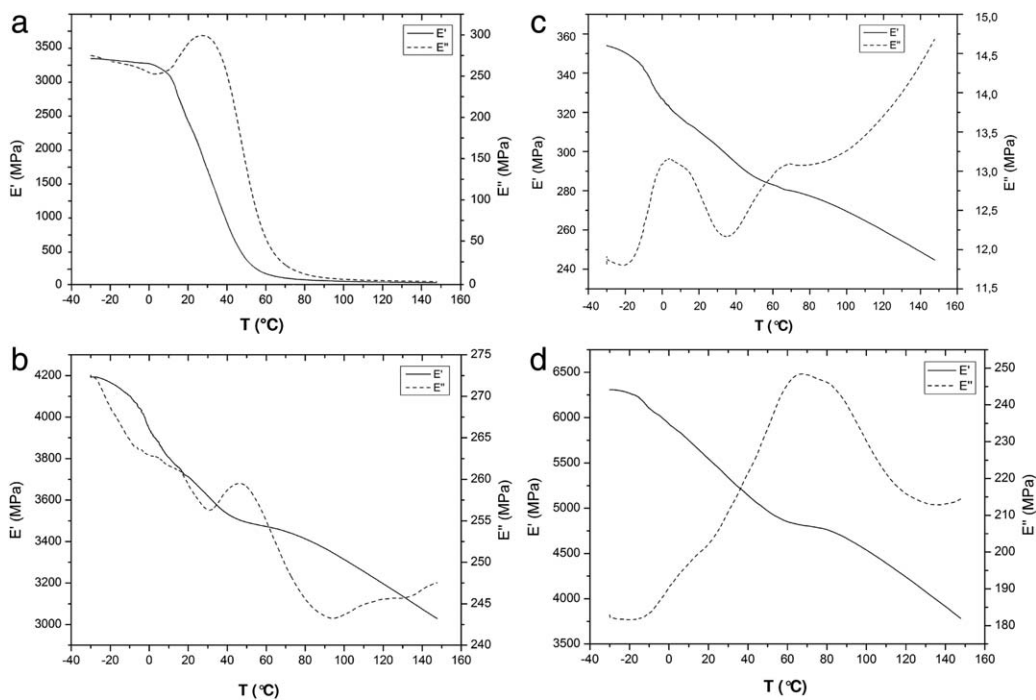 a
E'
E''
3500
3000
2500
2000
1500
1000
500
0
E' (MPa)
300
250
200
150
100
50
0
E'' (MPa)
-40 -20 0 20 40 60 80 100 120 140 160
T (°C)
c
E'
E''
360
340
320
300
280
260
240
E' (MPa)
15,0
14,5
14,0
13,5
13,0
12,5
12,0
11,5
E'' (MPa)
-40 -20 0 20 40 60 80 100 120 140 160
T (°C)
b
E'
E''
4200
4000
3800
3600
3400
3200
3000
E' (MPa)
275
270
265
260
255
250
245
240
E'' (MPa)
-40 -20 0 20 40 60 80 100 120 140 160
T (°C)
d
E'
E''
6500
6000
5500
5000
4750
4000
3500
E' (MPa)
250
240
230
220
210
200
190
180
E'' (MPa)
-40 -20 0 20 40 60 80 100 120 140 160
T (°C)